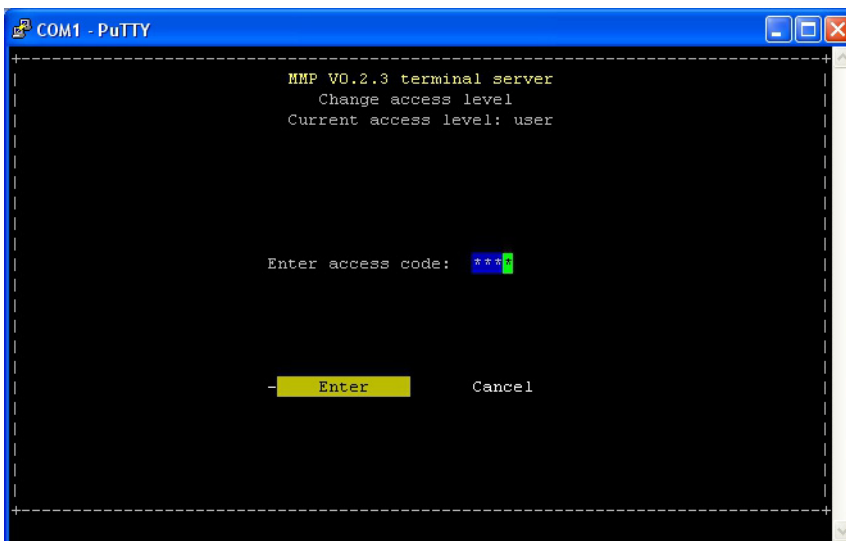 COM1 - PuTTY
MMP V0.2.3 terminal server
Change access level
Current access level: user
Enter access code: ****
Enter Cancel